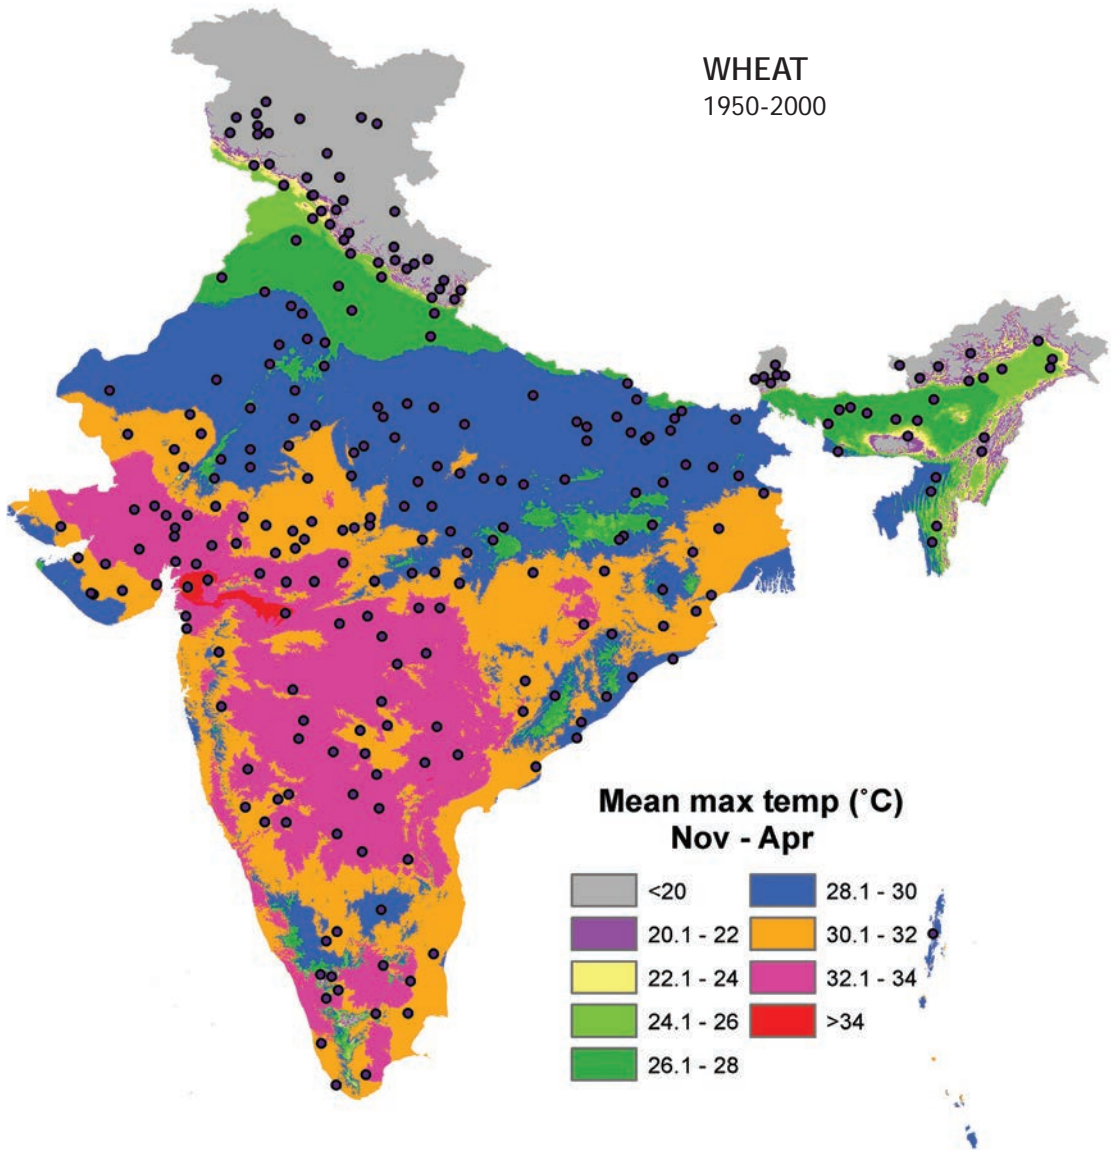 WHEAT
1950-2000
Mean max temp (˚C)
Nov - Apr
<20
20.1 - 22
22.1 - 24
24.1 - 26
26.1 - 28
28.1 - 30
30.1 - 32
32.1 - 34
>34